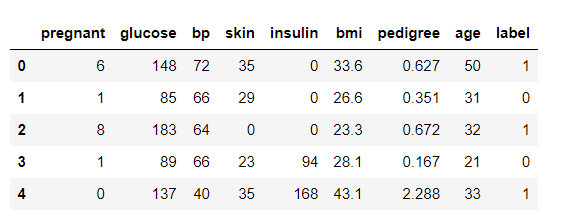 pregnant glucose bp skin insulin bmi pedigree age label
0 6 148 72 35 0 33.6 0.627 50 1
1 1 85 66 29 0 26.6 0.351 31 0
2 8 183 64 0 0 23.3 0.672 32 1
3 1 89 66 23 94 28.1 0.167 21 0
4 0 137 40 35 168 43.1 2.288 33 1